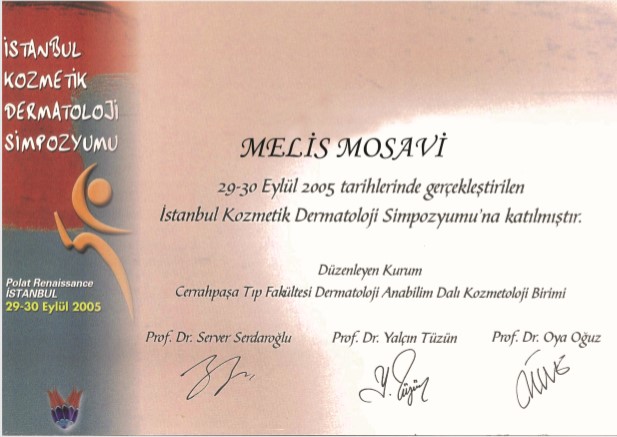 İSTANBUL
KOZMETİK
DERMATOLOJİ
SİMPOZYUMU
MELİS MOSAVİ
29-30 Eylül 2005 tarihlerinde gerçekleştirilen
İstanbul Kozmetik Dermatoloji Simpozyumu'na katılmıştır.
Polat Renaissance
İSTANBUL
29-30 Eylül 2005
Düzenleyen Kurum
Cerrahpaşa Tıp Fakültesi Dermatoloji Anabilim Dalı Kozmetoloji Birimi
Prof. Dr. Server Serdaroğlu
Prof. Dr. Yalçın Tüzün
Prof. Dr. Oya Oğuz
Y. Tüzün